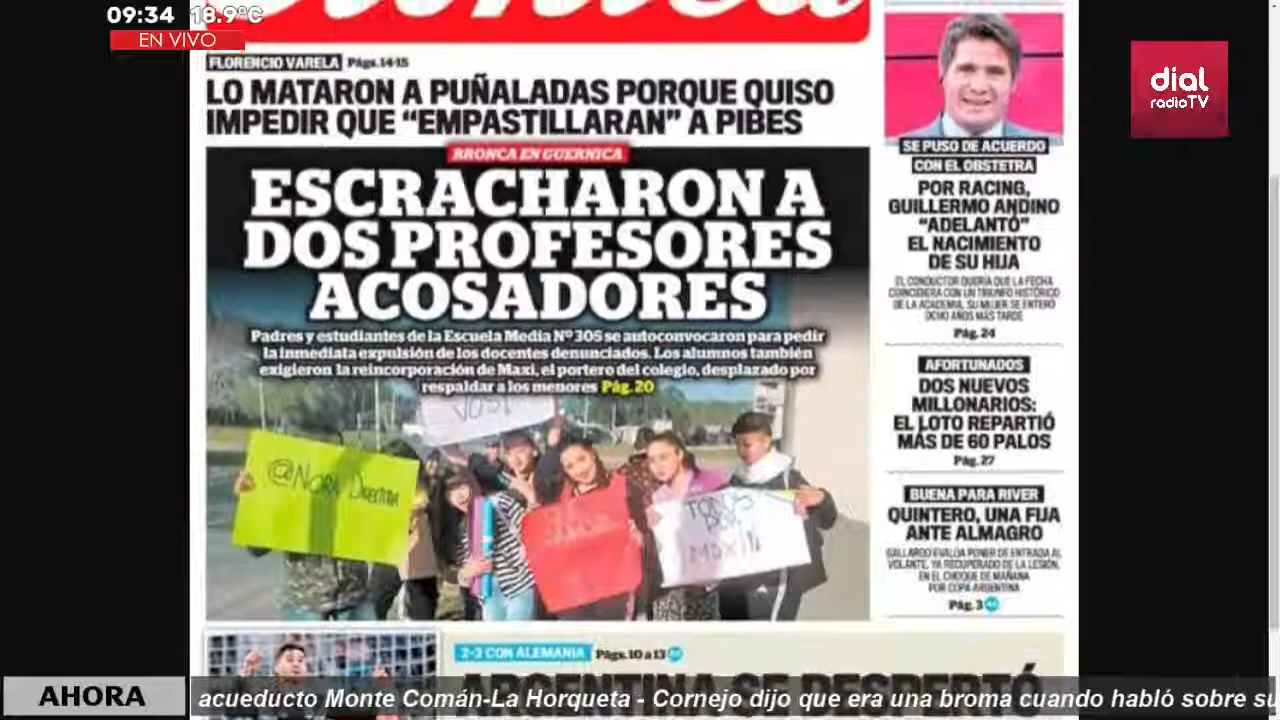 09:34 18.9°C
EN VIVO
dial
radioTV
FLORENCIO VARELA Págs. 14-15
LO MATARON A PUÑALADAS PORQUE QUISO
IMPEDIR QUE “EMPASTILLARAN” A PIBES
BRONCA EN GUERNICA
ESCRACHARON A
DOS PROFESORES
ACOSADORES
Padres y estudiantes de la Escuela Media Nº 305 se autoconvocaron para pedir
la inmediata expulsión de los docentes denunciados. Los alumnos también
exigieron la reincorporación de Maxi, el portero del colegio, desplazado por
respaldar a los menores Pág. 20
@NORA DIRECTORA
TODOS
POR
MAXI
SE PUSO DE ACUERDO
CON EL OBSTETRA
POR RACING,
GUILLERMO ANDINO
“ADELANTÓ”
EL NACIMIENTO
DE SU HIJA
EL CONDUCTOR QUERÍA QUE LA FECHA
COINCIDIERA CON UN TRIUNFO HISTÓRICO
DE LA ACADEMIA. SU MUJER SE ENTERÓ
OCHO AÑOS MÁS TARDE
Pág. 24
AFORTUNADOS
DOS NUEVOS
MILLONARIOS:
EL LOTO REPARTIÓ
MÁS DE 60 PALOS
Pág. 27
BUENA PARA RIVER
QUINTERO, UNA FIJA
ANTE ALMAGRO
GALLARDO EVALÚA PONER DE ENTRADA AL
VOLANTE, YA RECUPERADO DE LA LESIÓN,
EN EL CHOQUE DE MAÑANA
POR COPA ARGENTINA
Pág. 3
2-2 CON ALEMANIA Págs. 10 a 13
ARGENTINA SE DESPERTÓ
AHORA acueducto Monte Comán-La Horqueta - Cornejo dijo que era una broma cuando habló sobre su